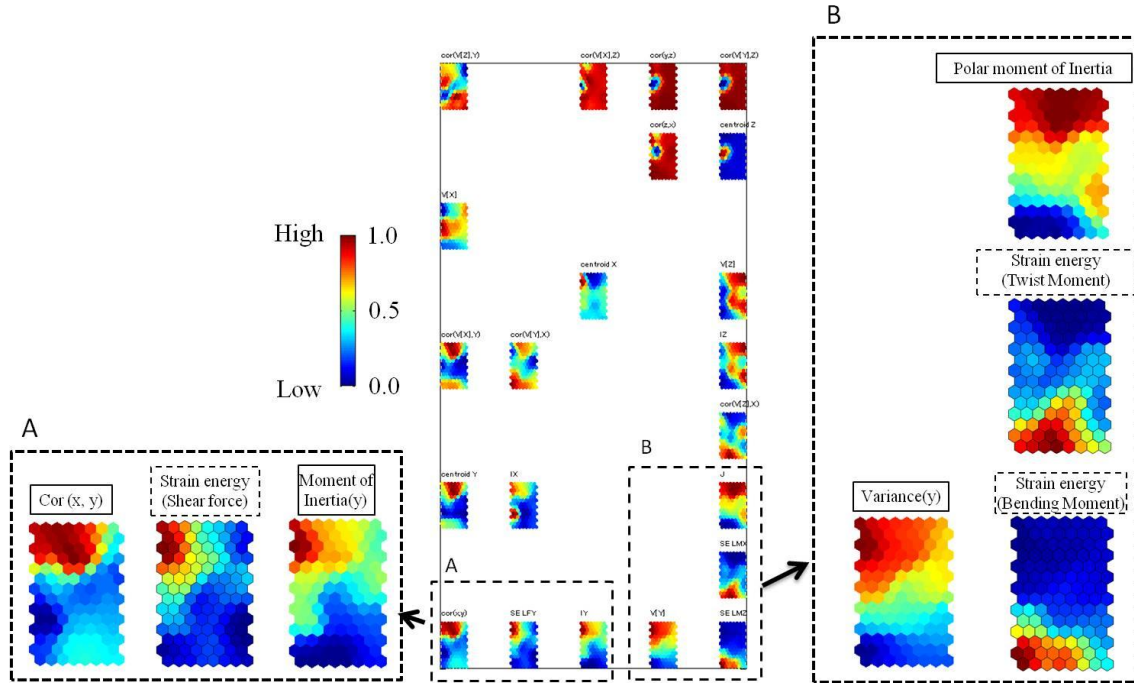 B
cor(V[Z],Y)
cor(V[X],Z)
cor(y,z)
cor(V[Y],Z)
Polar moment of Inertia
cor(z,x)
centroid Z
V[X]
High
1.0
0.5
Low
0.0
centroid X
V[Z]
Strain energy
(Twist Moment)
cor(V[X],Y)
cor(V[Y],X)
IZ
cor(V[Z],X)
A
B
centroid Y
IX
J
Cor (x, y)
Strain energy
(Shear force)
Moment of
Inertia(y)
Variance(y)
Strain energy
(Bending Moment)
SE LMX
A
cor(x,y)
SE LFY
IY
V[Y]
SE LMZ